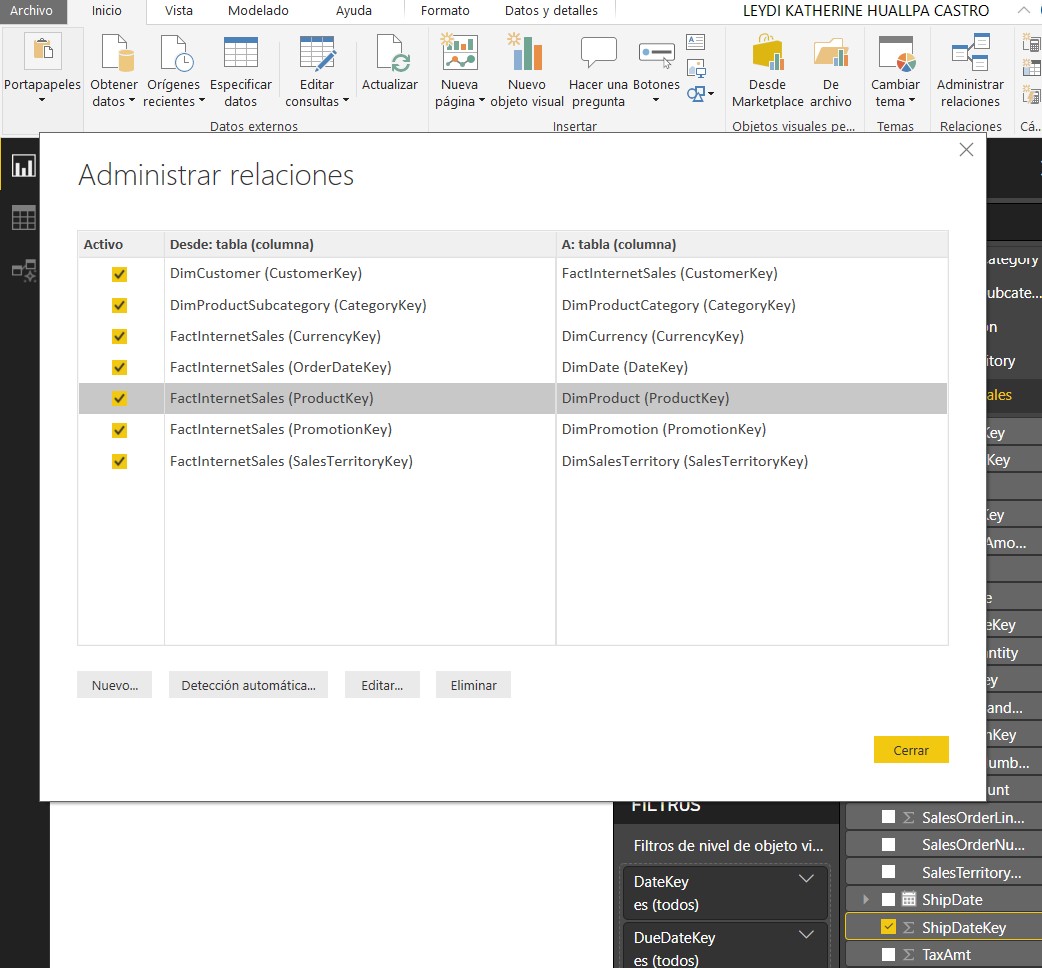 Archivo Inicio Vista Modelado Ayuda Formato Datos y detalles LEYDI KATHERINE HUALLPA CASTRO
Portapapeles
Obtener datos
Orígenes recientes
Especificar datos
Editar consultas
Actualizar
Nueva página
Nuevo objeto visual
Hacer una pregunta
Botones
Desde Marketplace
De archivo
Cambiar tema
Administrar relaciones
Datos externos Insertar Objetos visuales pe... Temas Relaciones Cá...
Administrar relaciones
Activo Desde: tabla (columna) A: tabla (columna)
DimCustomer (CustomerKey) FactInternetSales (CustomerKey)
DimProductSubcategory (CategoryKey) DimProductCategory (CategoryKey)
FactInternetSales (CurrencyKey) DimCurrency (CurrencyKey)
FactInternetSales (OrderDateKey) DimDate (DateKey)
FactInternetSales (ProductKey) DimProduct (ProductKey)
FactInternetSales (PromotionKey) DimPromotion (PromotionKey)
FactInternetSales (SalesTerritoryKey) DimSalesTerritory (SalesTerritoryKey)
Nuevo... Detección automática... Editar... Eliminar
Cerrar
ategory
ubcate...
on
itory
ales
Key
Key
Key
Amo...
e
eKey
ntity
ey
and...
nKey
umb...
unt
FILTROS
Filtros de nivel de objeto vi...
DateKey
es (todos)
DueDateKey
es (todos)
SalesOrderLin...
SalesOrderNu...
SalesTerritory...
ShipDate
ShipDateKey
TaxAmt